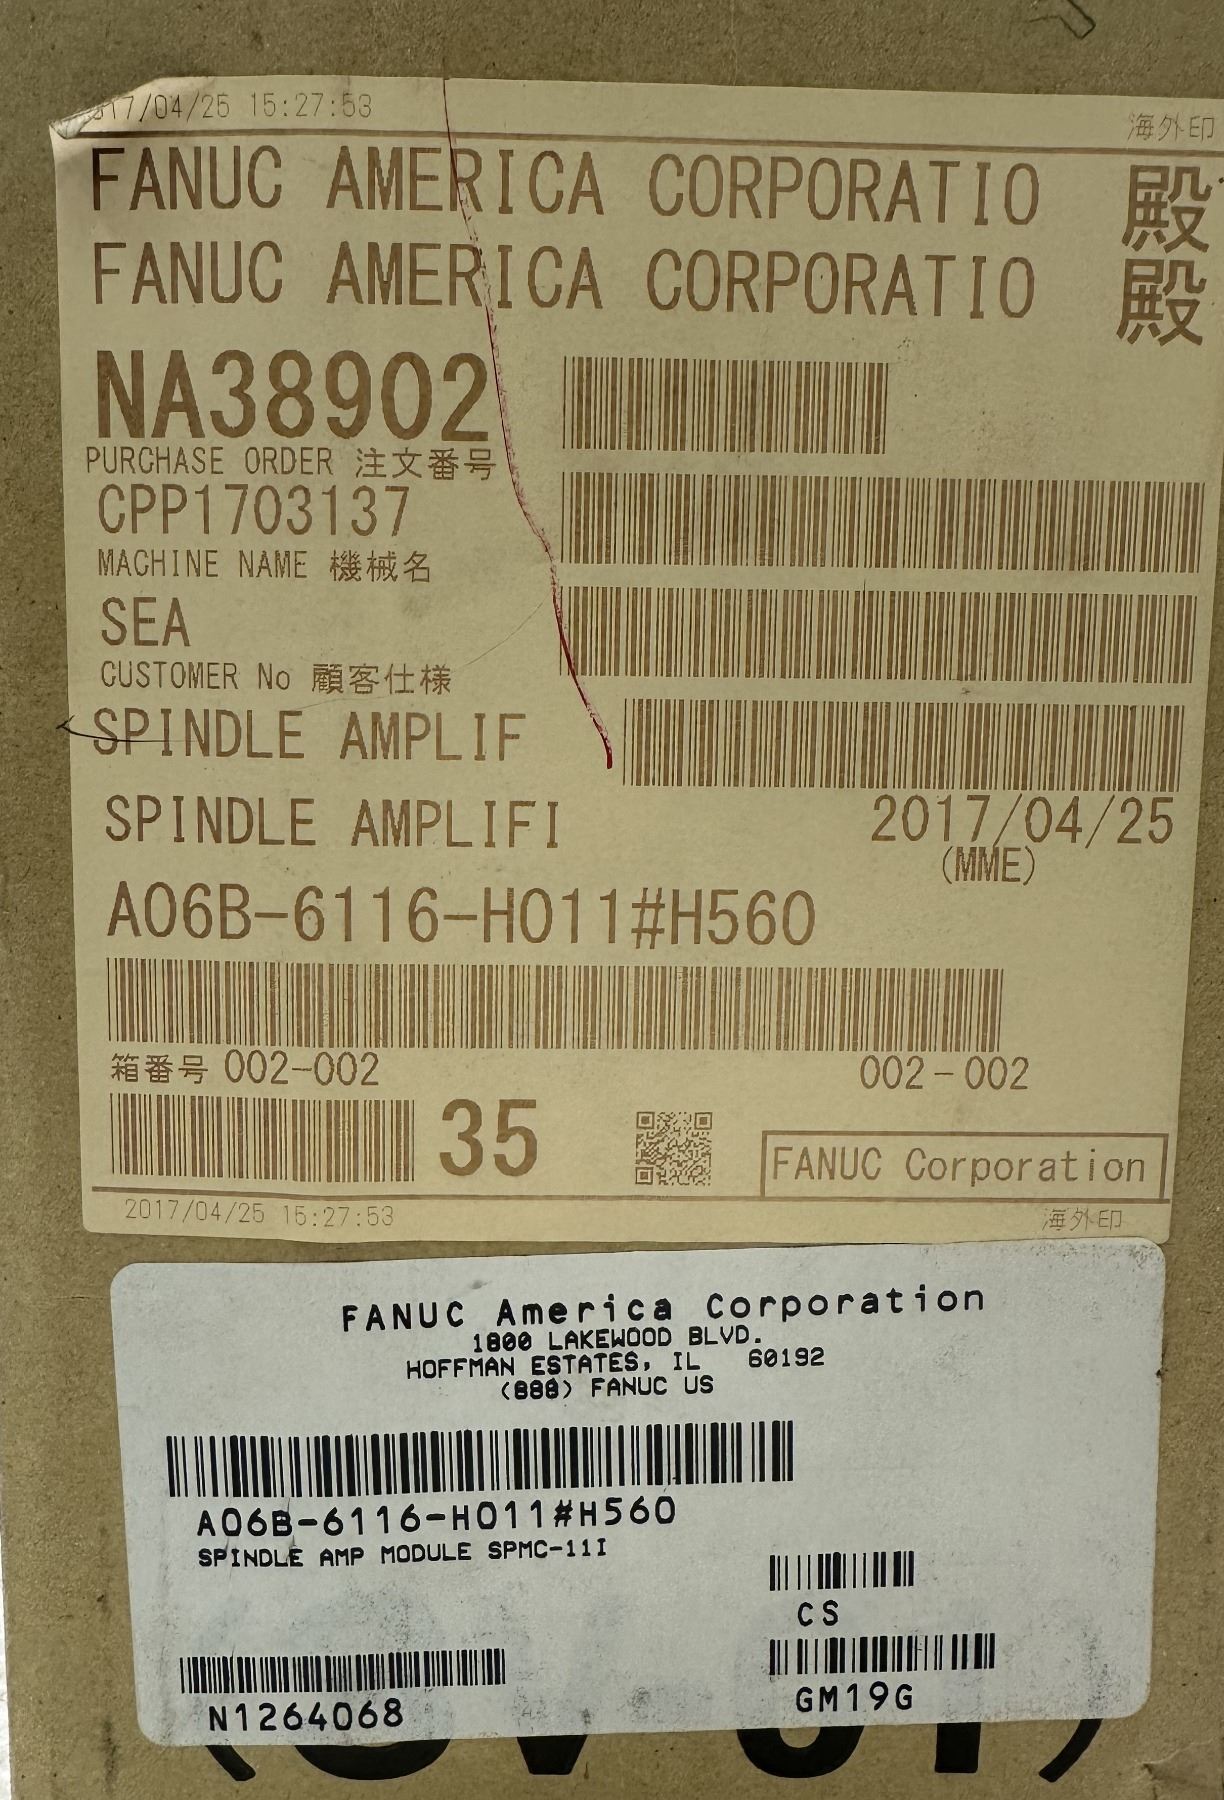 017/04/25 15:27:53
海外印
FANUC AMERICA CORPORATIO 殿
FANUC AMERICA CORPORATIO 殿
NA38902
PURCHASE ORDER 注文番号
CPP1703137
MACHINE NAME 機械名
SEA
CUSTOMER No 顧客仕様
SPINDLE AMPLIF
SPINDLE AMPLIFI 2017/04/25
(MME)
A06B-6116-H011#H560
箱番号 002-002 002-002
35
FANUC Corporation
2017/04/25 15:27:53 海外印
FANUC America Corporation
1800 LAKEWOOD BLVD.
HOFFMAN ESTATES, IL 60192
(888) FANUC US
A06B-6116-H011#H560
SPINDLE AMP MODULE SPMC-11I
CS
N1264068
GM19G